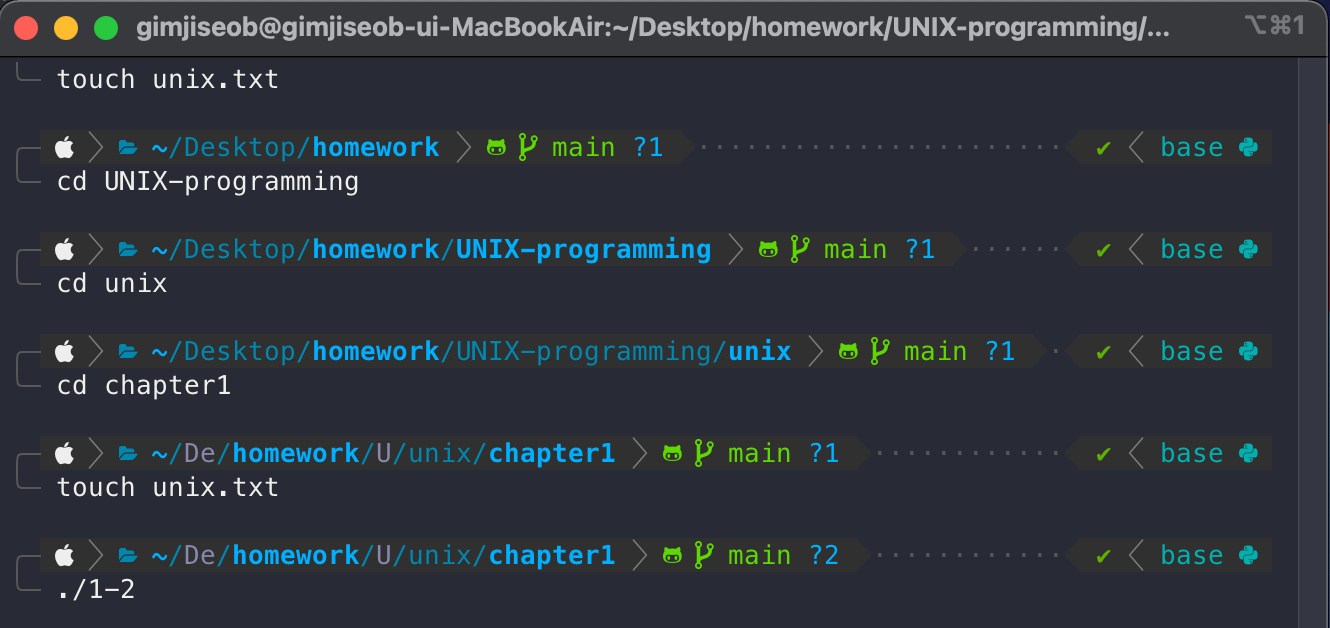 gimjiseob@gimjiseob-ui-MacBookAir:~/Desktop/homework/UNIX-programming/... ⌥⌘1
touch unix.txt
~/Desktop/homework main ?1 ✔ base
cd UNIX-programming
~/Desktop/homework/UNIX-programming main ?1 ✔ base
cd unix
~/Desktop/homework/UNIX-programming/unix main ?1 ✔ base
cd chapter1
~/De/homework/U/unix/chapter1 main ?1 ✔ base
touch unix.txt
~/De/homework/U/unix/chapter1 main ?2 ✔ base
./1-2